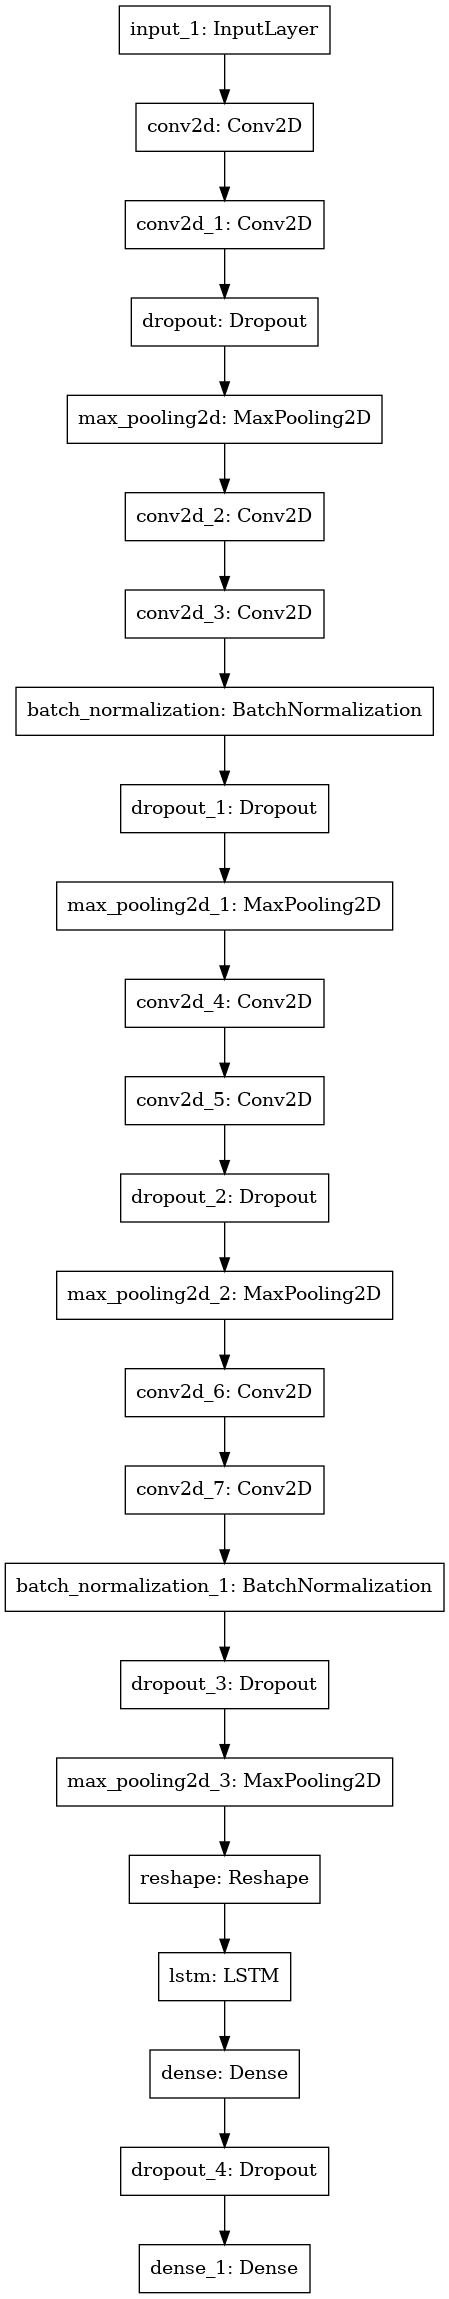 input_1: InputLayer
conv2d: Conv2D
conv2d_1: Conv2D
dropout: Dropout
max_pooling2d: MaxPooling2D
conv2d_2: Conv2D
conv2d_3: Conv2D
batch_normalization: BatchNormalization
dropout_1: Dropout
max_pooling2d_1: MaxPooling2D
conv2d_4: Conv2D
conv2d_5: Conv2D
dropout_2: Dropout
max_pooling2d_2: MaxPooling2D
conv2d_6: Conv2D
conv2d_7: Conv2D
batch_normalization_1: BatchNormalization
dropout_3: Dropout
max_pooling2d_3: MaxPooling2D
reshape: Reshape
lstm: LSTM
dense: Dense
dropout_4: Dropout
dense_1: Dense